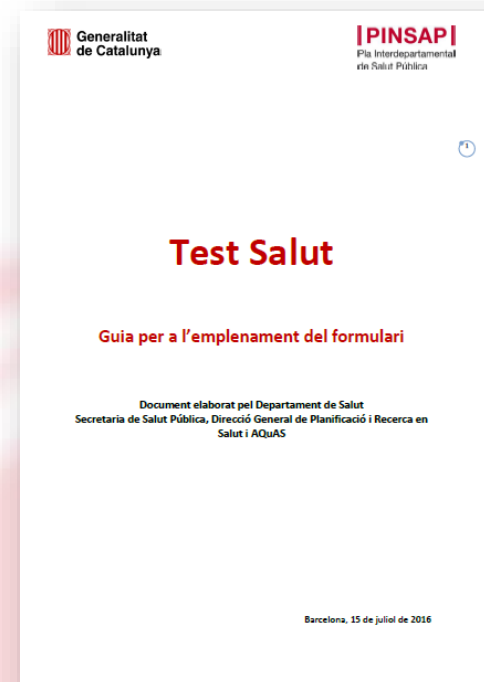 Generalitat
de Catalunya
|PINSAP|
Pla Interdepartamental
de Salut Pública
Test Salut
Guia per a l'emplenament del formulari
Document elaborat pel Departament de Salut
Secretaria de Salut Pública, Direcció General de Planificació i Recerca en
Salut i AQuAS
Barcelona, 15 de juliol de 2016